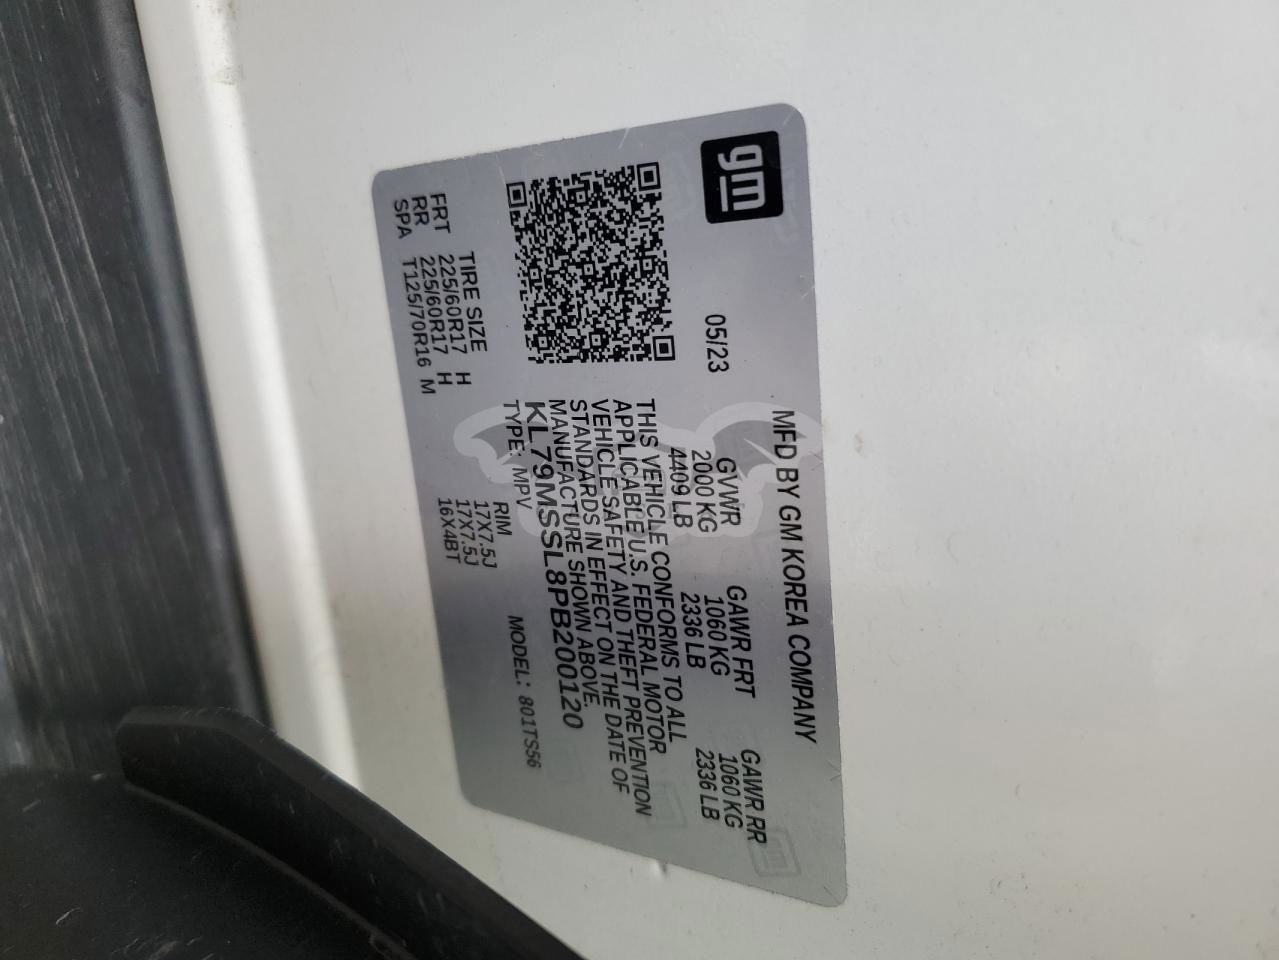 gm
MFD BY GM KOREA COMPANY
05/23
GVWR GAWR FRT GAWR RR
2000 KG 1060 KG 1060 KG
4409 LB 2336 LB 2336 LB
THIS VEHICLE CONFORMS TO ALL
APPLICABLE U.S. FEDERAL MOTOR
VEHICLE SAFETY AND THEFT PREVENTION
STANDARDS IN EFFECT ON THE DATE OF
MANUFACTURE SHOWN ABOVE.
KL79MSSL8PB200120
TYPE: MPV MODEL: 801TS56
TIRE SIZE RIM
FRT 225/60R17 H 17X7.5J
RR 225/60R17 H 17X7.5J
SPA T125/70R16 M 16X4BT